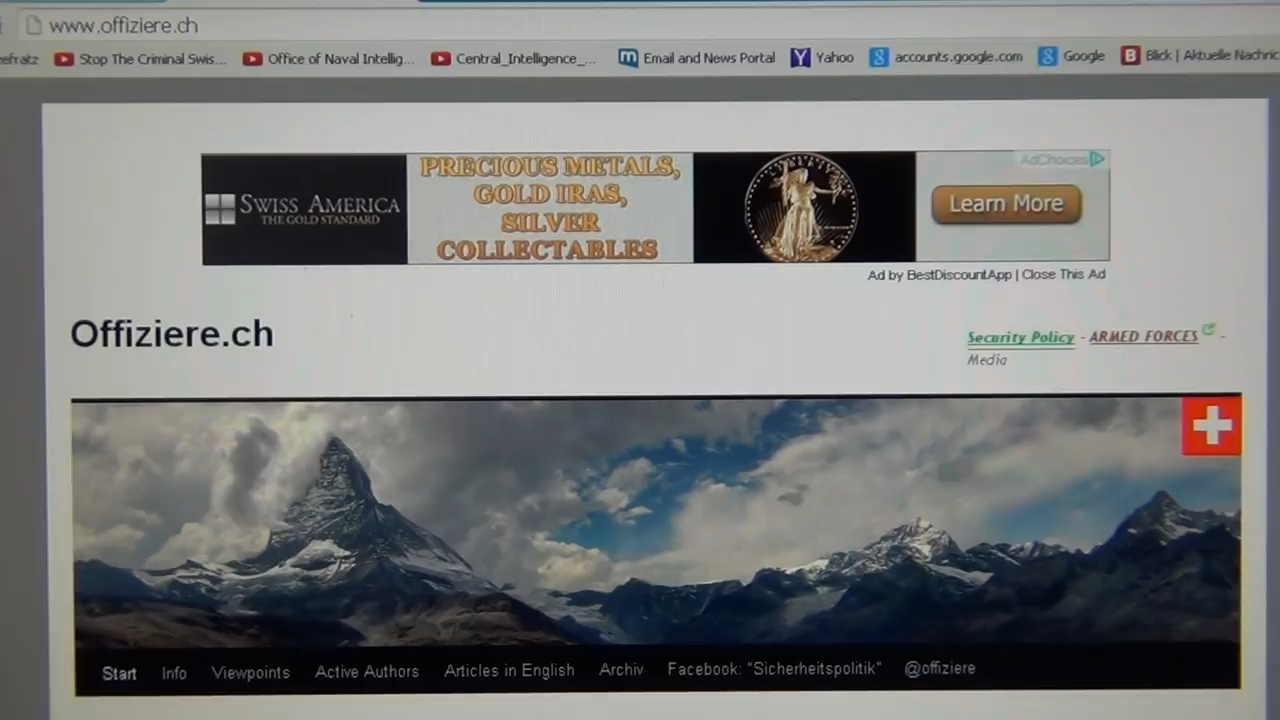 www.offiziere.ch
efratz Stop The Criminal Swis... Office of Naval Intellig... Central_Intelligence_... Email and News Portal Yahoo accounts.google.com Google Blick | Aktuelle Nachric
SWISS AMERICA
THE GOLD STANDARD
PRECIOUS METALS,
GOLD IRAS,
SILVER
COLLECTABLES
AdChoices
Learn More
Ad by BestDiscountApp | Close This Ad
Offiziere.ch
Security Policy - ARMED FORCES -
Media
Start Info Viewpoints Active Authors Articles in English Archiv Facebook: "Sicherheitspolitik" @offiziere